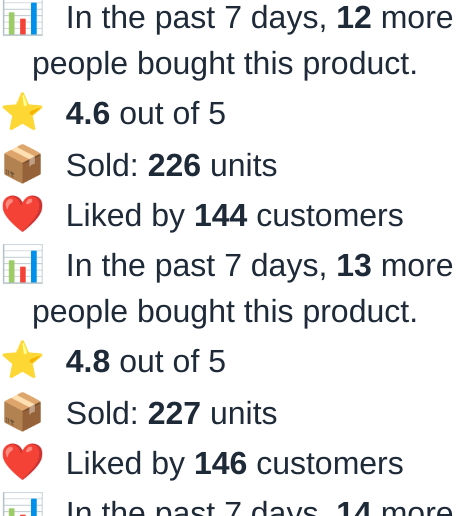 In the past 7 days, 12 more
people bought this product.
4.6 out of 5
Sold: 226 units
Liked by 144 customers
In the past 7 days, 13 more
people bought this product.
4.8 out of 5
Sold: 227 units
Liked by 146 customers
In the past 7 days, 14 more